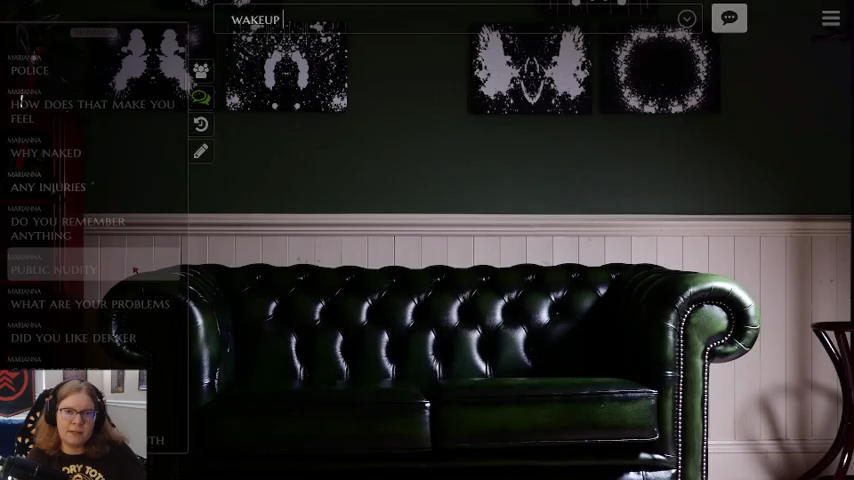 WAKEUP
MARIANNA
POLICE
MARIANNA
HOW DOES THAT MAKE YOU
FEEL
MARIANNA
WHY NAKED
MARIANNA
ANY INJURIES
MARIANNA
DO YOU REMEMBER
ANYTHING
MARIANNA
PUBLIC NUDITY
MARIANNA
WHAT ARE YOUR PROBLEMS
MARIANNA
DID YOU LIKE DEKKER
MARIANNA